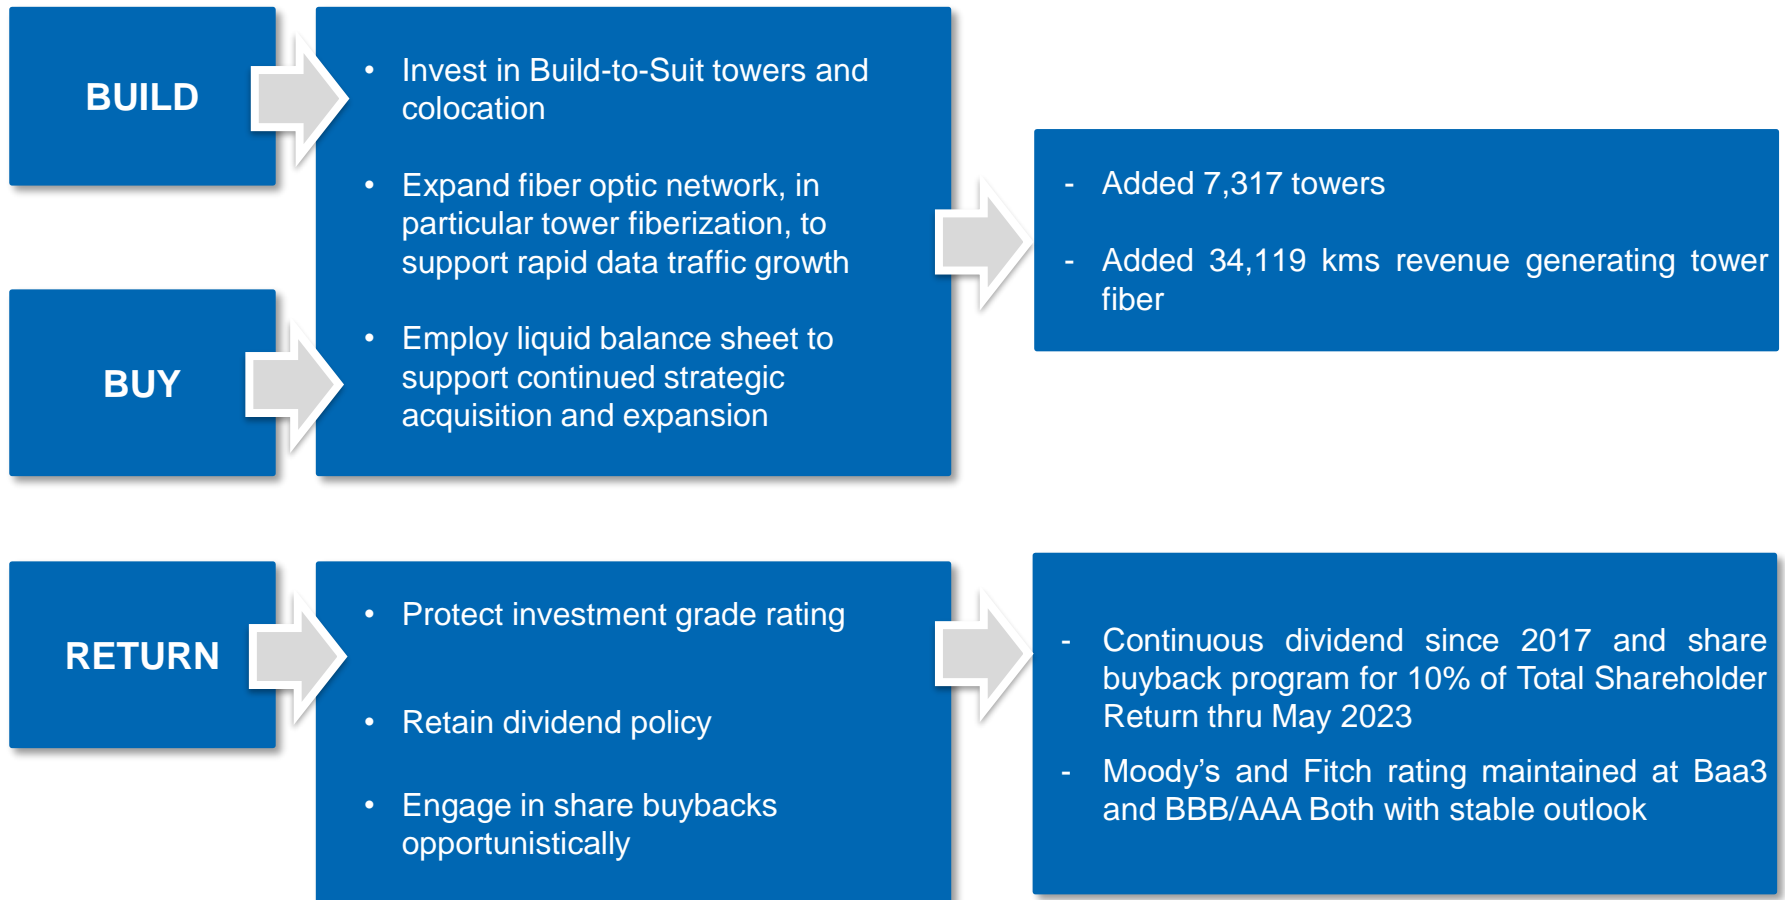 BUILD
• Invest in Build-to-Suit towers and
colocation
• Expand fiber optic network, in
particular tower fiberization, to
support rapid data traffic growth
BUY
• Employ liquid balance sheet to
support continued strategic
acquisition and expansion
- Added 7,317 towers
- Added 34,119 kms revenue generating tower
fiber
RETURN
• Protect investment grade rating
• Retain dividend policy
• Engage in share buybacks
opportunistically
- Continuous dividend since 2017 and share
buyback program for 10% of Total Shareholder
Return thru May 2023
- Moody’s and Fitch rating maintained at Baa3
and BBB/AAA Both with stable outlook